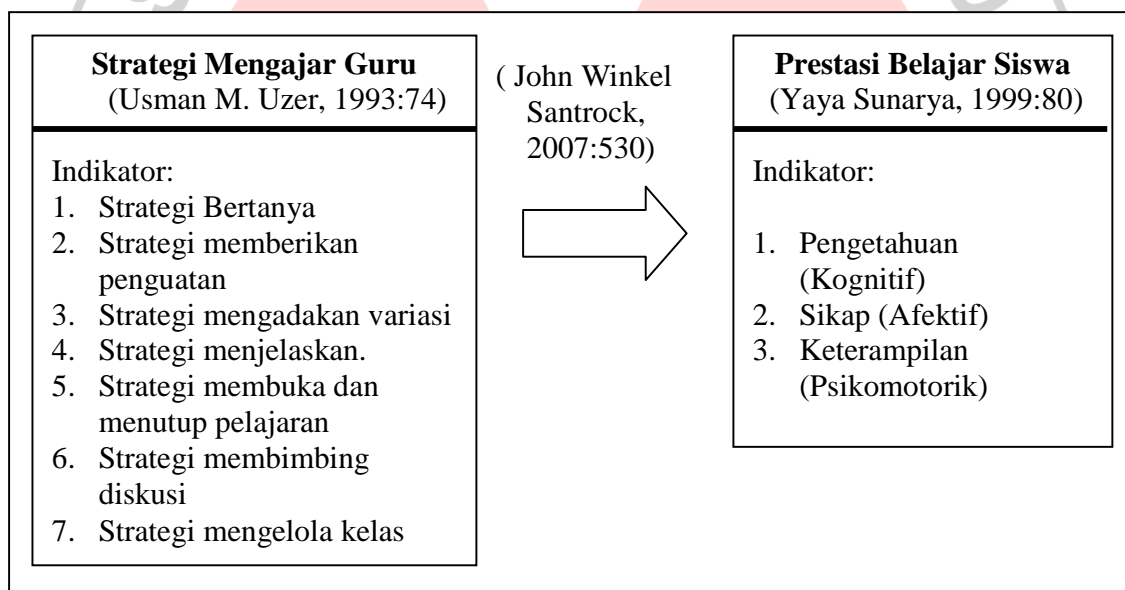 Strategi Mengajar Guru
(Usman M. Uzer, 1993:74)
Indikator:
1. Strategi Bertanya
2. Strategi memberikan
penguatan
3. Strategi mengadakan variasi
4. Strategi menjelaskan.
5. Strategi membuka dan
menutup pelajaran
6. Strategi membimbing
diskusi
7. Strategi mengelola kelas
( John Winkel
Santrock,
2007:530)
Prestasi Belajar Siswa
(Yaya Sunarya, 1999:80)
Indikator:
1. Pengetahuan
(Kognitif)
2. Sikap (Afektif)
3. Keterampilan
(Psikomotorik)